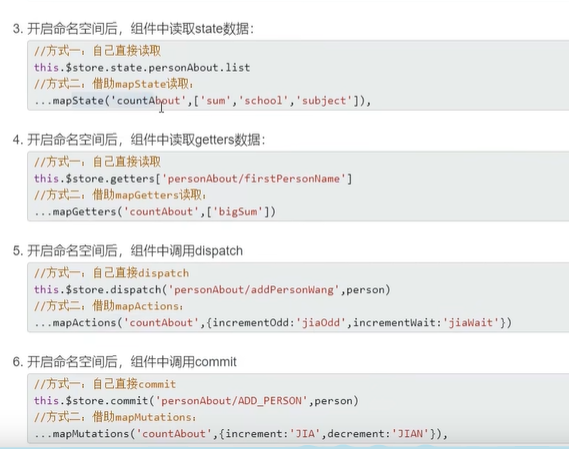 3. 开启命名空间后，组件中读取state数据：
//方式一：自己直接读取
this.$store.state.personAbout.list
//方式二：借助mapState读取：
...mapState('countAbout',['sum','school','subject']),
4. 开启命名空间后，组件中读取getters数据：
//方式一：自己直接读取
this.$store.getters['personAbout/firstPersonName']
//方式二：借助mapGetters读取：
...mapGetters('countAbout',['bigSum'])
5. 开启命名空间后，组件中调用dispatch
//方式一：自己直接dispatch
this.$store.dispatch('personAbout/addPersonWang',person)
//方式二：借助mapActions：
...mapActions('countAbout',{incrementOdd:'jiaOdd',incrementWait:'jiaWait'})
6. 开启命名空间后，组件中调用commit
//方式一：自己直接commit
this.$store.commit('personAbout/ADD_PERSON',person)
//方式二：借助mapMutations：
...mapMutations('countAbout',{increment:'JIA',decrement:'JIAN'}),